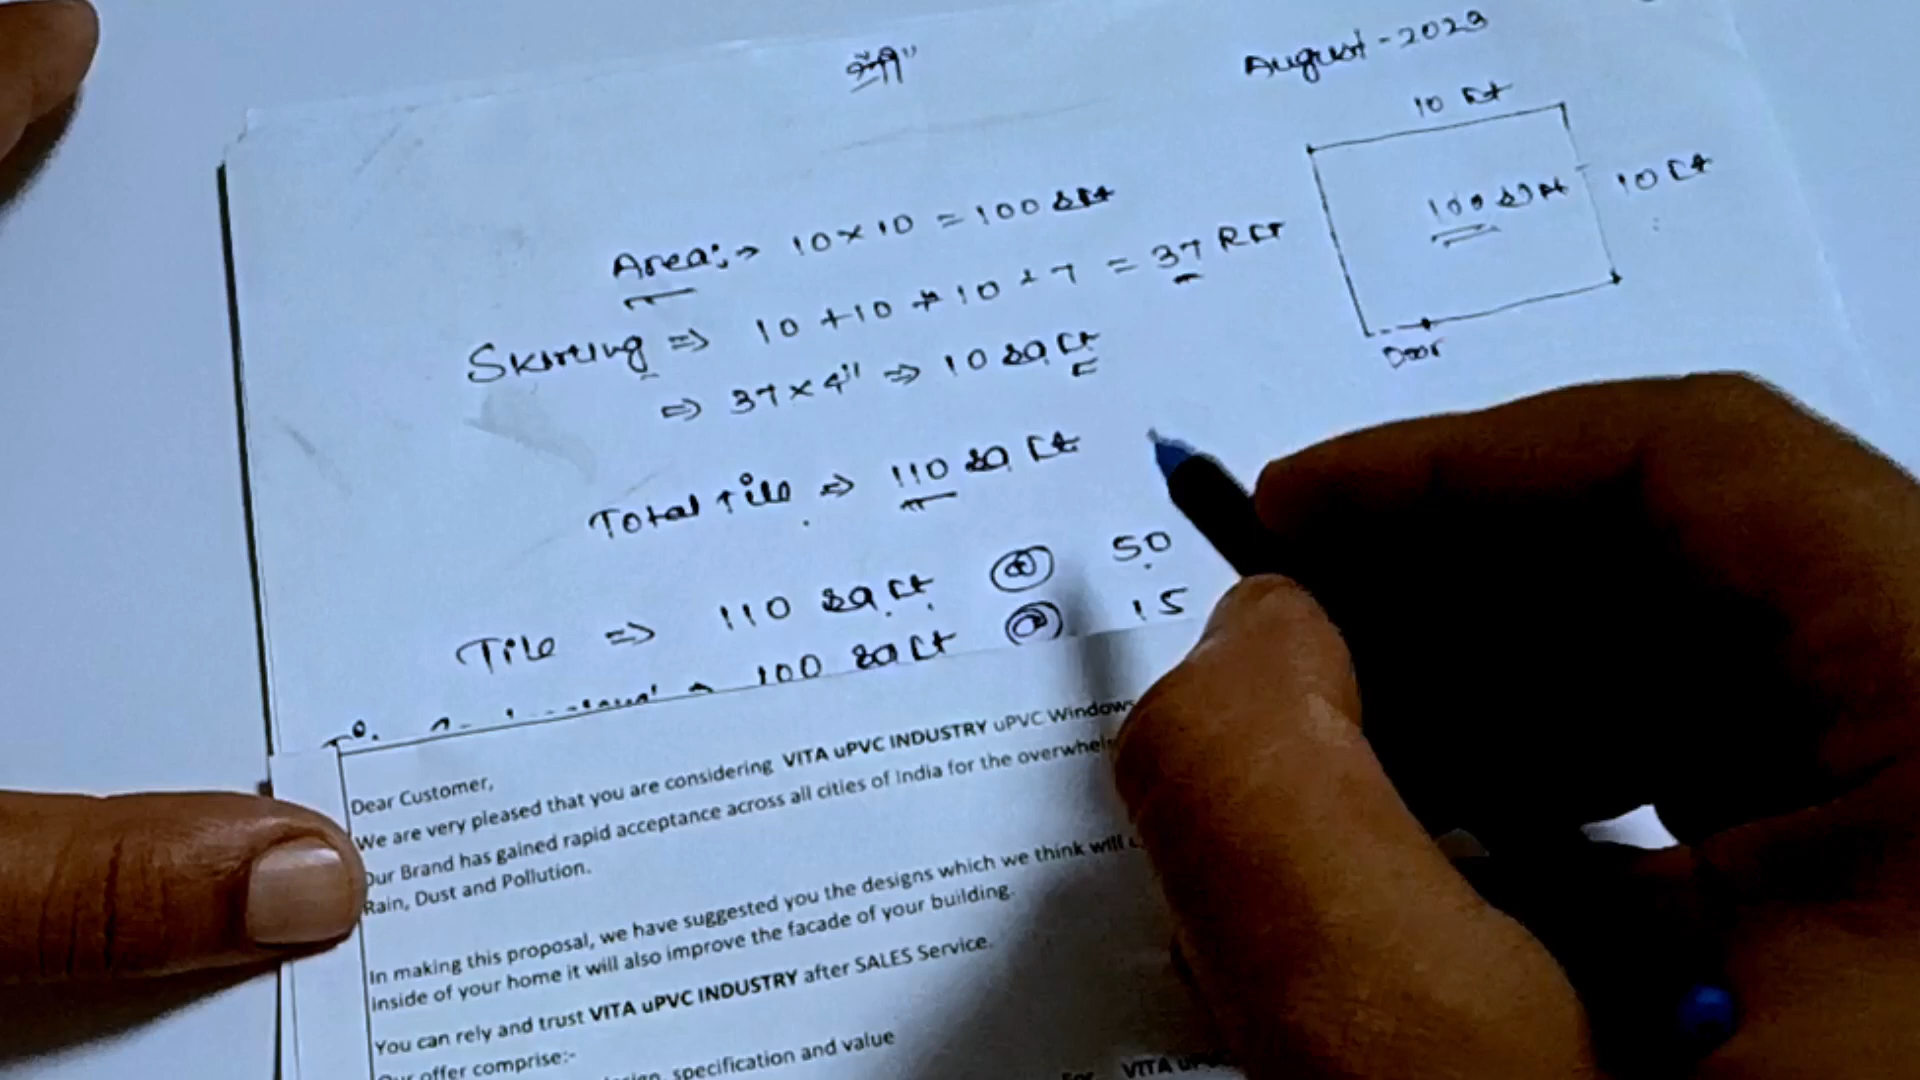 श्री"
August-2023
10 ft
10 ft
100 sq ft
Door
Area:→ 10×10 = 100 sft
Skirting ⇒ 10+10+10+7 = 37 Rft
⇒ 37×4" ⇒ 10 sq ft
Total Tile ⇒ 110 sq ft
Tile ⇒ 110 sq.ft. @ 50
100 sq ft @ 15
Dear Customer,
We are very pleased that you are considering VITA uPVC INDUSTRY uPVC Windows
Our Brand has gained rapid acceptance across all cities of India for the
Rain, Dust and Pollution.
In making this proposal, we have suggested you the designs which we think will
inside of your home it will also improve the facade of your building.
You can rely and trust VITA uPVC INDUSTRY after SALES Service.
offer comprise:-
specification and value
For VITA